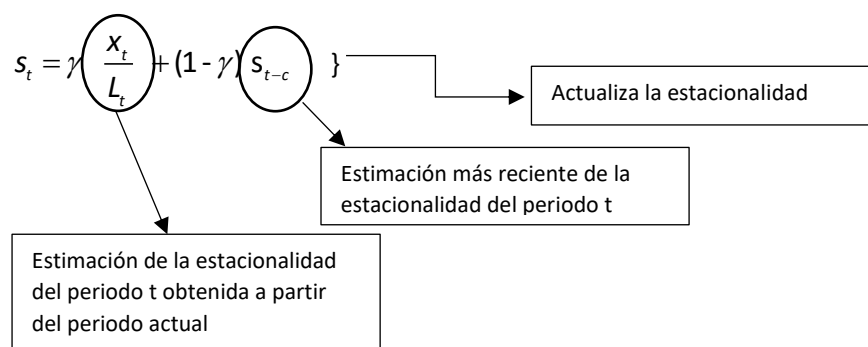 s_t = γ x_t / L_t + (1 - γ) s_{t-c} }
Actualiza la estacionalidad
Estimación más reciente de la
estacionalidad del periodo t
Estimación de la estacionalidad
del periodo t obtenida a partir
del periodo actual